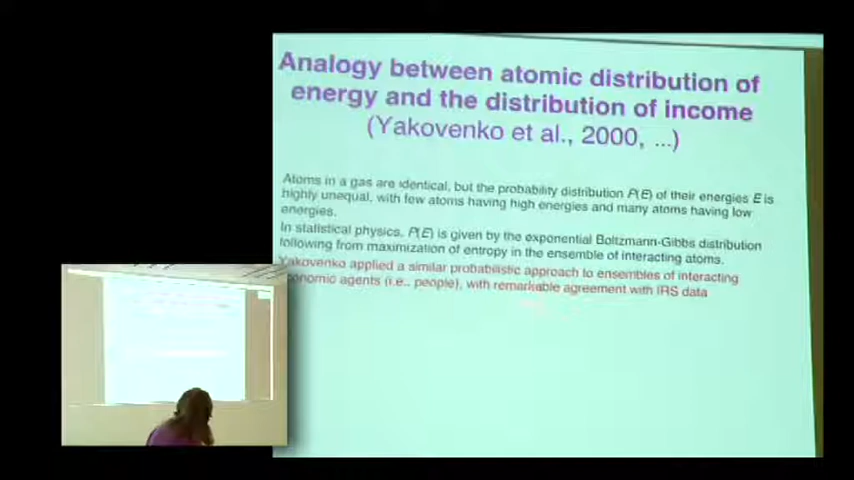 Analogy between atomic distribution of
energy and the distribution of income
(Yakovenko et al., 2000, ...)
Atoms in a gas are identical, but the probability distribution P(E) of their energies E is
highly unequal, with few atoms having high energies and many atoms having low
energies.
In statistical physics, P(E) is given by the exponential Boltzmann-Gibbs distribution
following from maximization of entropy in the ensemble of interacting atoms.
Yakovenko applied a similar probabilistic approach to ensembles of interacting
economic agents (i.e., people), with remarkable agreement with IRS data